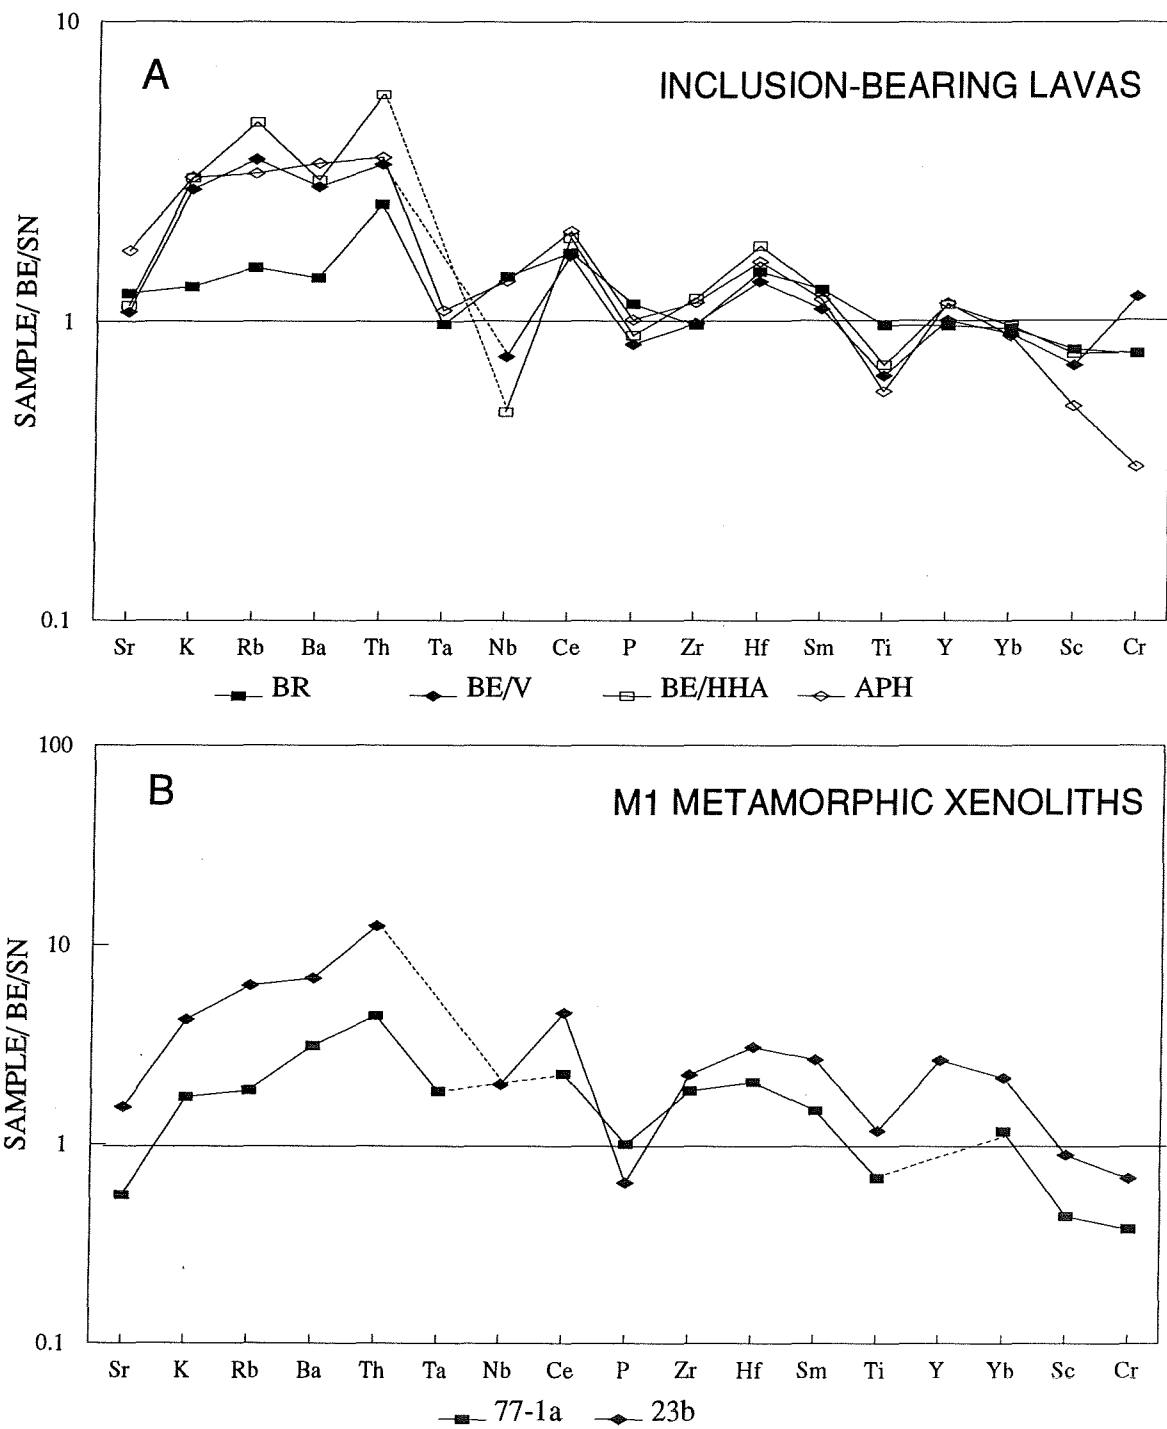 10
A
INCLUSION-BEARING LAVAS
SAMPLE/ BE/SN
1
0.1
Sr K Rb Ba Th Ta Nb Ce P Zr Hf Sm Ti Y Yb Sc Cr
BR BE/V BE/HHA APH
100
B
M1 METAMORPHIC XENOLITHS
10
SAMPLE/ BE/SN
1
0.1
Sr K Rb Ba Th Ta Nb Ce P Zr Hf Sm Ti Y Yb Sc Cr
77-1a 23b